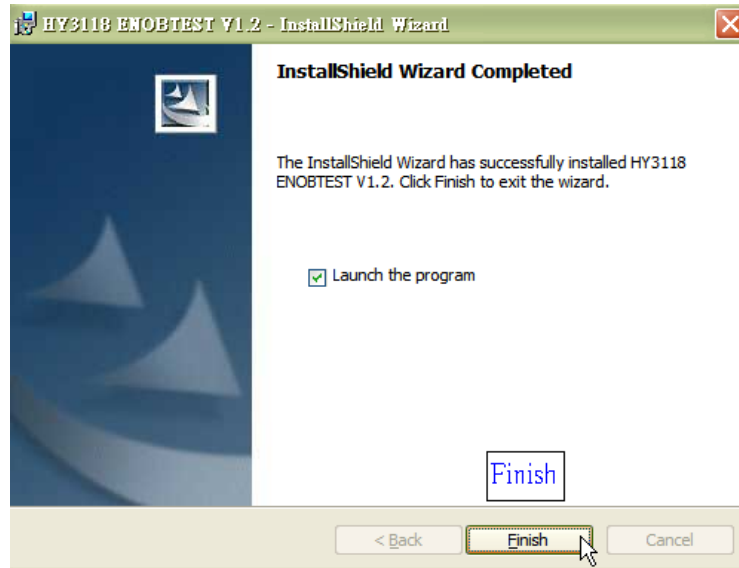 HY3118 ENOBTEST V1.2 - InstallShield Wizard
InstallShield Wizard Completed
The InstallShield Wizard has successfully installed HY3118
ENOBTEST V1.2. Click Finish to exit the wizard.
Launch the program
Finish
< Back Finish Cancel